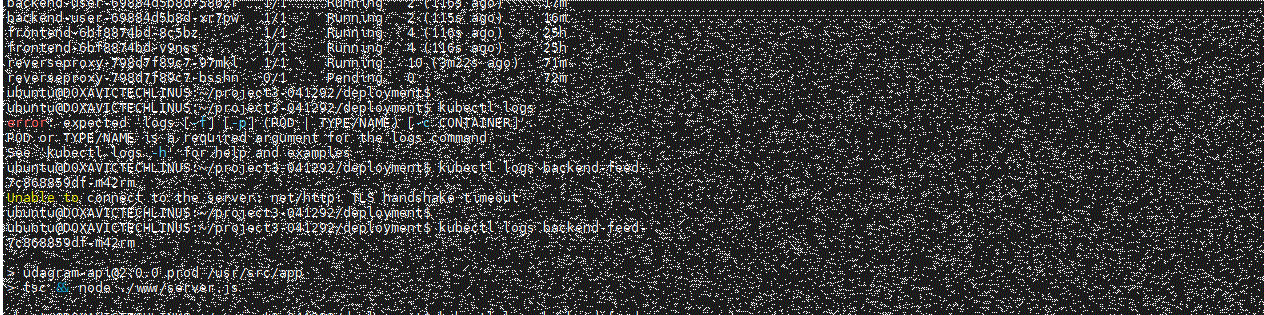 backend-user-69884d5b8d-586zr 1/1 Running 2 (116s ago) 17m
backend-user-69884d5b8d-xr7pw 1/1 Running 2 (115s ago) 16m
frontend-6bf8874bd-8c5bz 1/1 Running 4 (116s ago) 25h
frontend-6bf8874bd-v9nss 1/1 Running 4 (116s ago) 25h
reverseproxy-798d7f89c7-97mkl 1/1 Running 10 (3m22s ago) 71m
reverseproxy-798d7f89c7-bsshn 0/1 Pending 0 72m
ubuntu@DOXAVICTECHLINUS:~/project3-041292/deployments$
ubuntu@DOXAVICTECHLINUS:~/project3-041292/deployments$ kubectl logs
error: expected 'logs [-f] [-p] (POD | TYPE/NAME) [-c CONTAINER]'.
POD or TYPE/NAME is a required argument for the logs command
See 'kubectl logs -h' for help and examples
ubuntu@DOXAVICTECHLINUS:~/project3-041292/deployments$ kubectl logs backend-feed-
7c868859df-m42rm
Unable to connect to the server: net/http: TLS handshake timeout
ubuntu@DOXAVICTECHLINUS:~/project3-041292/deployments$
ubuntu@DOXAVICTECHLINUS:~/project3-041292/deployments$ kubectl logs backend-feed-
7c868859df-m42rm
> udagram-api@2.0.0 prod /usr/src/app
> tsc && node ./www/server.js